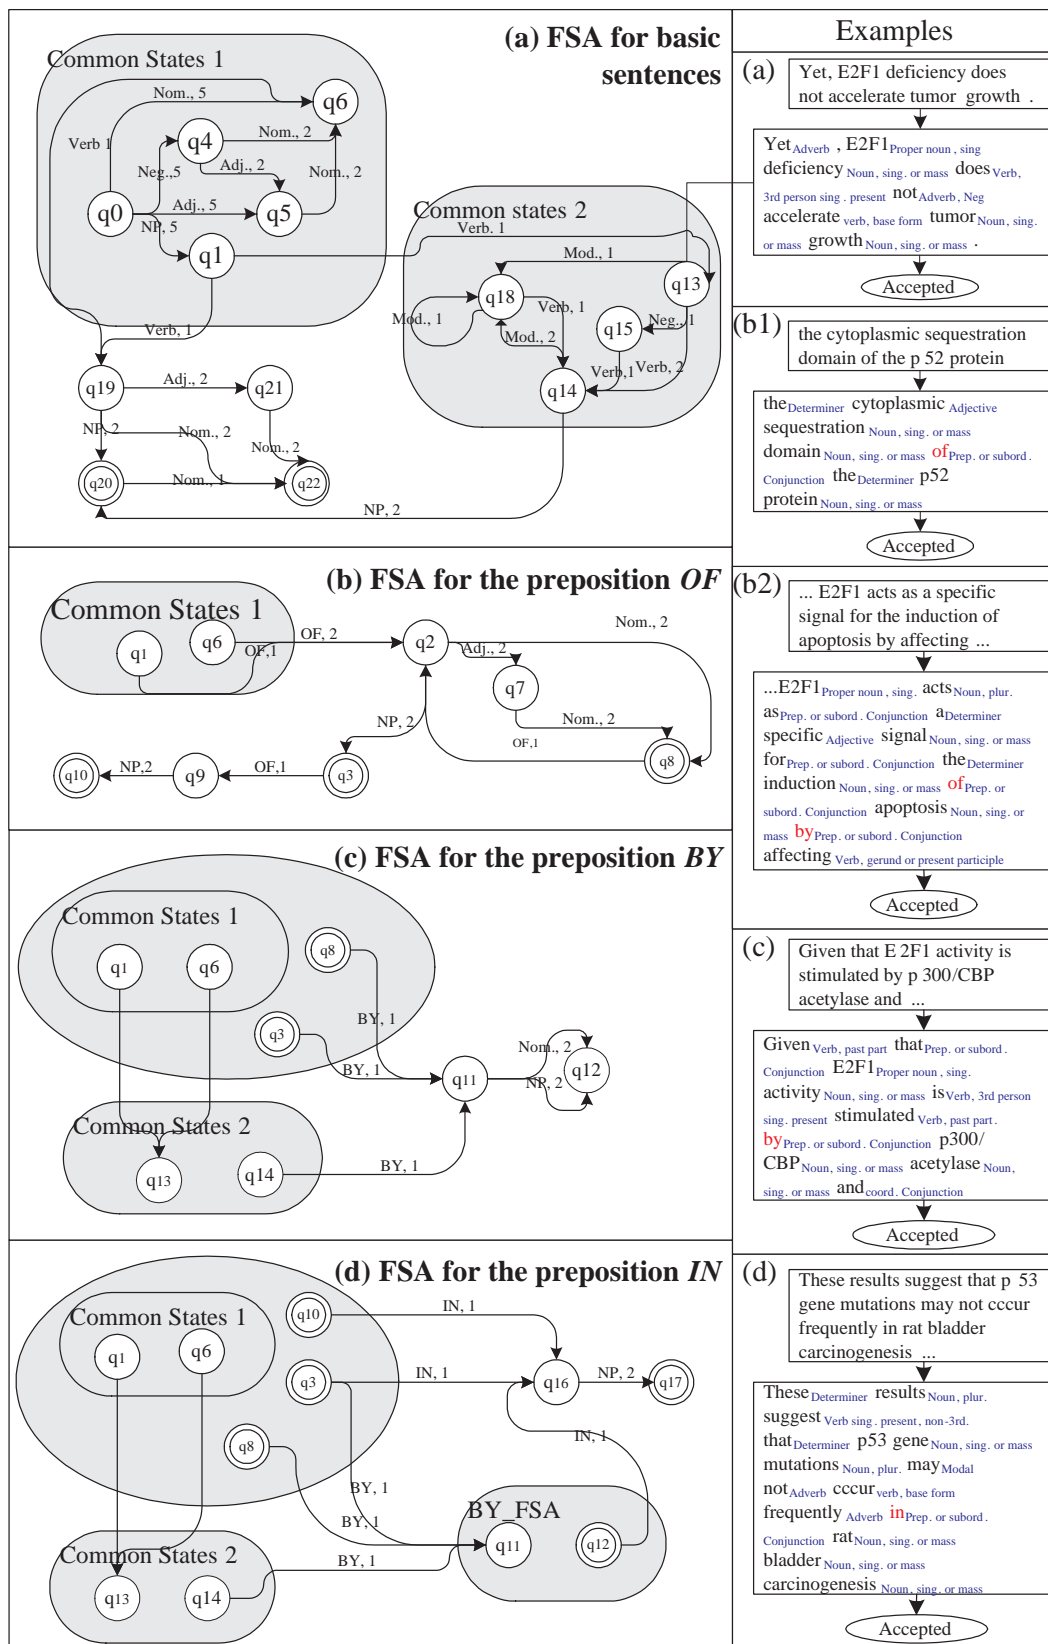 (a) FSA for basic
sentences
Common States 1
Nom., 5
q6
Verb 1
q4
Nom., 2
Adj., 2
Nom., 2
Neg.,5
q0
Adj., 5
q5
NP, 5
q1
Verb. 1
Common states 2
Mod., 1
q13
q18
Verb, 1
q15
Neg., 1
Mod., 1
Mod., 2
Verb,1
Verb, 2
q14
Verb, 1
q19
Adj., 2
q21
NP, 2
Nom., 2
Nom., 2
q20
Nom., 1
q22
NP, 2
(b) FSA for the preposition OF
Common States 1
q1
q6
OF, 2
OF,1
q2
Nom., 2
Adj., 2
q7
NP, 2
Nom., 2
OF,1
q10
NP,2
q9
OF,1
q3
q8
(c) FSA for the preposition BY
Common States 1
q1
q6
q8
q3
BY, 1
BY, 1
q11
Nom., 2
NP, 2
q12
Common States 2
q13
q14
BY, 1
(d) FSA for the preposition IN
Common States 1
q1
q6
q10
IN, 1
q3
IN, 1
q16
NP, 2
q17
q8
IN, 1
BY, 1
BY, 1
BY_FSA
q11
q12
Common States 2
BY, 1
q13
q14
Examples
(a)
Yet, E2F1 deficiency does
not accelerate tumor growth .
Yet Adverb , E2F1 Proper noun , sing
deficiency Noun, sing. or mass does Verb,
3rd person sing . present not Adverb, Neg
accelerate verb, base form tumor Noun, sing.
or mass growth Noun, sing. or mass .
Accepted
(b1)
the cytoplasmic sequestration
domain of the p 52 protein
the Determiner cytoplasmic Adjective
sequestration Noun, sing. or mass
domain Noun, sing. or mass of Prep. or subord .
Conjunction the Determiner p52
protein Noun, sing. or mass
Accepted
(b2)
... E2F1 acts as a specific
signal for the induction of
apoptosis by affecting ...
...E2F1 Proper noun , sing. acts Noun, plur.
as Prep. or subord . Conjunction a Determiner
specific Adjective signal Noun, sing. or mass
for Prep. or subord . Conjunction the Determiner
induction Noun, sing. or mass of Prep. or
subord . Conjunction apoptosis Noun, sing. or
mass by Prep. or subord . Conjunction
affecting Verb, gerund or present participle
Accepted
(c)
Given that E 2F1 activity is
stimulated by p 300/CBP
acetylase and ...
Given Verb, past part that Prep. or subord .
Conjunction E2F1 Proper noun , sing.
activity Noun, sing. or mass is Verb, 3rd person
sing. present stimulated Verb, past part .
by Prep. or subord . Conjunction p300/
CBP Noun, sing. or mass acetylase Noun,
sing. or mass and coord. Conjunction
Accepted
(d)
These results suggest that p 53
gene mutations may not cccur
frequently in rat bladder
carcinogenesis ...
These Determiner results Noun, plur.
suggest Verb sing . present, non-3rd.
that Determiner p53 gene Noun, sing. or mass
mutations Noun, plur. may Modal
not Adverb cccur verb, base form
frequently Adverb in Prep. or subord .
Conjunction rat Noun, sing. or mass
bladder Noun, sing. or mass
carcinogenesis Noun, sing. or mass
Accepted